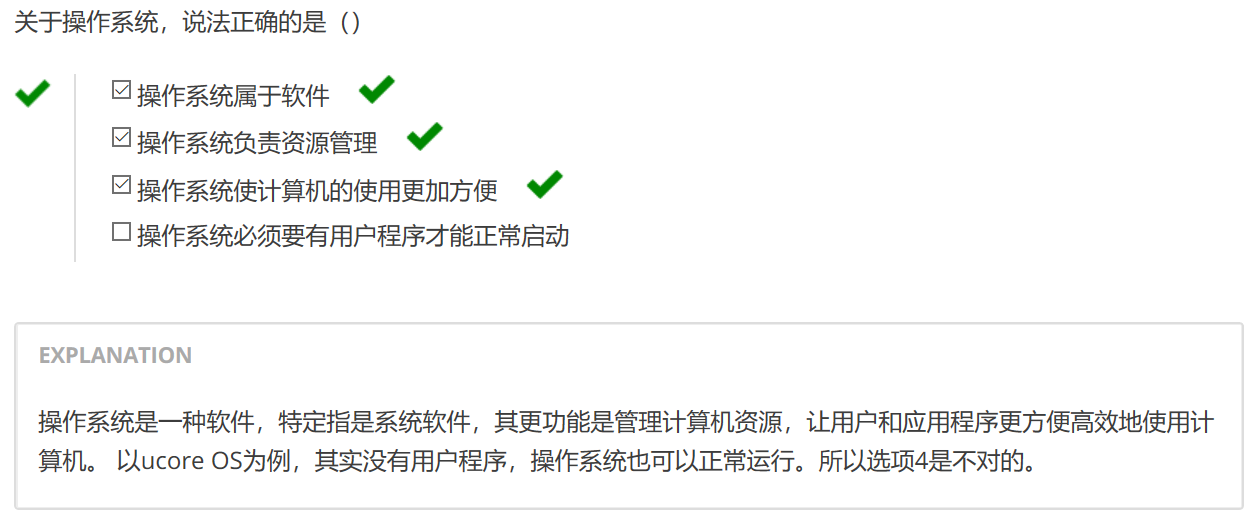 关于操作系统，说法正确的是（）
操作系统属于软件
操作系统负责资源管理
操作系统使计算机的使用更加方便
操作系统必须要有用户程序才能正常启动
EXPLANATION
操作系统是一种软件，特定指是系统软件，其更功能是管理计算机资源，让用户和应用程序更方便高效地使用计
算机。 以ucore OS为例，其实没有用户程序，操作系统也可以正常运行。所以选项4是不对的。